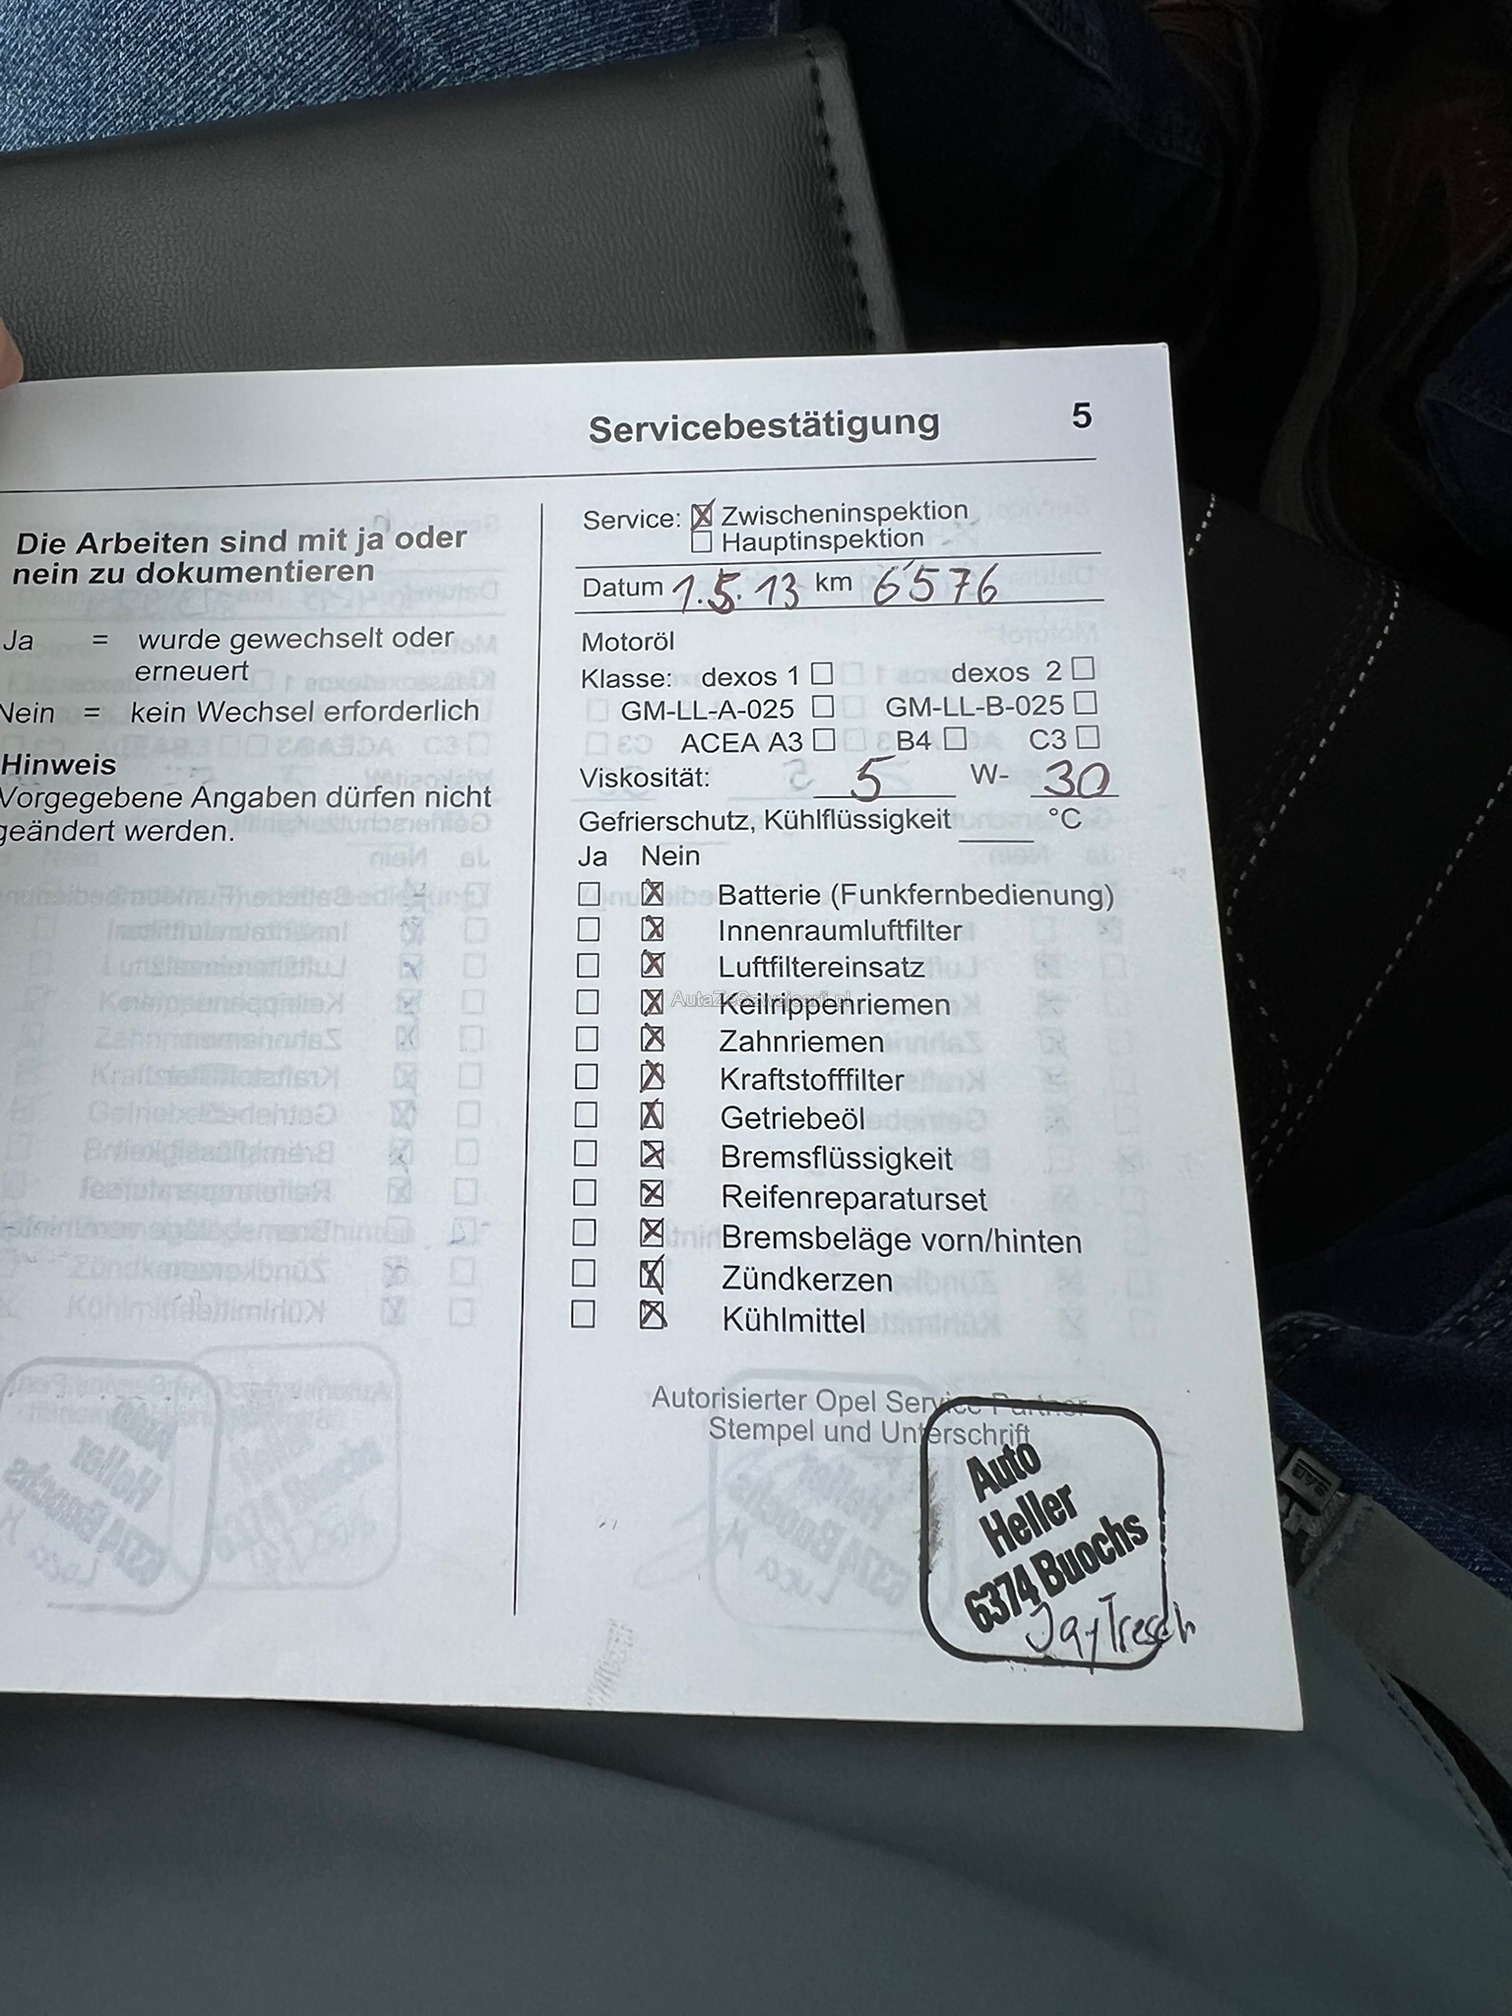 Servicebestätigung 5
Die Arbeiten sind mit ja oder
nein zu dokumentieren
Ja = wurde gewechselt oder
erneuert
Nein = kein Wechsel erforderlich
Hinweis
Vorgegebene Angaben dürfen nicht
geändert werden.
Service: ☒ Zwischeninspektion
☐ Hauptinspektion
Datum 1.5.13 km 6576
Motoröl
Klasse: dexos 1 ☐ dexos 2 ☐
GM-LL-A-025 ☐ GM-LL-B-025 ☐
ACEA A3 ☐ B4 ☐ C3 ☐
Viskosität: 5 W- 30
Gefrierschutz, Kühlflüssigkeit °C
Ja Nein
☐ ☒ Batterie (Funkfernbedienung)
☐ ☒ Innenraumluftfilter
☐ ☒ Luftfiltereinsatz
☐ ☒ Keilrippenriemen
☐ ☒ Zahnriemen
☐ ☒ Kraftstofffilter
☐ ☒ Getriebeöl
☐ ☒ Bremsflüssigkeit
☐ ☒ Reifenreparaturset
☐ ☒ Bremsbeläge vorn/hinten
☐ ☒ Zündkerzen
☐ ☒ Kühlmittel
Autorisierter Opel Service Partner
Stempel und Unterschrift
Auto
Heller
6374 Buochs
Jay Tresch